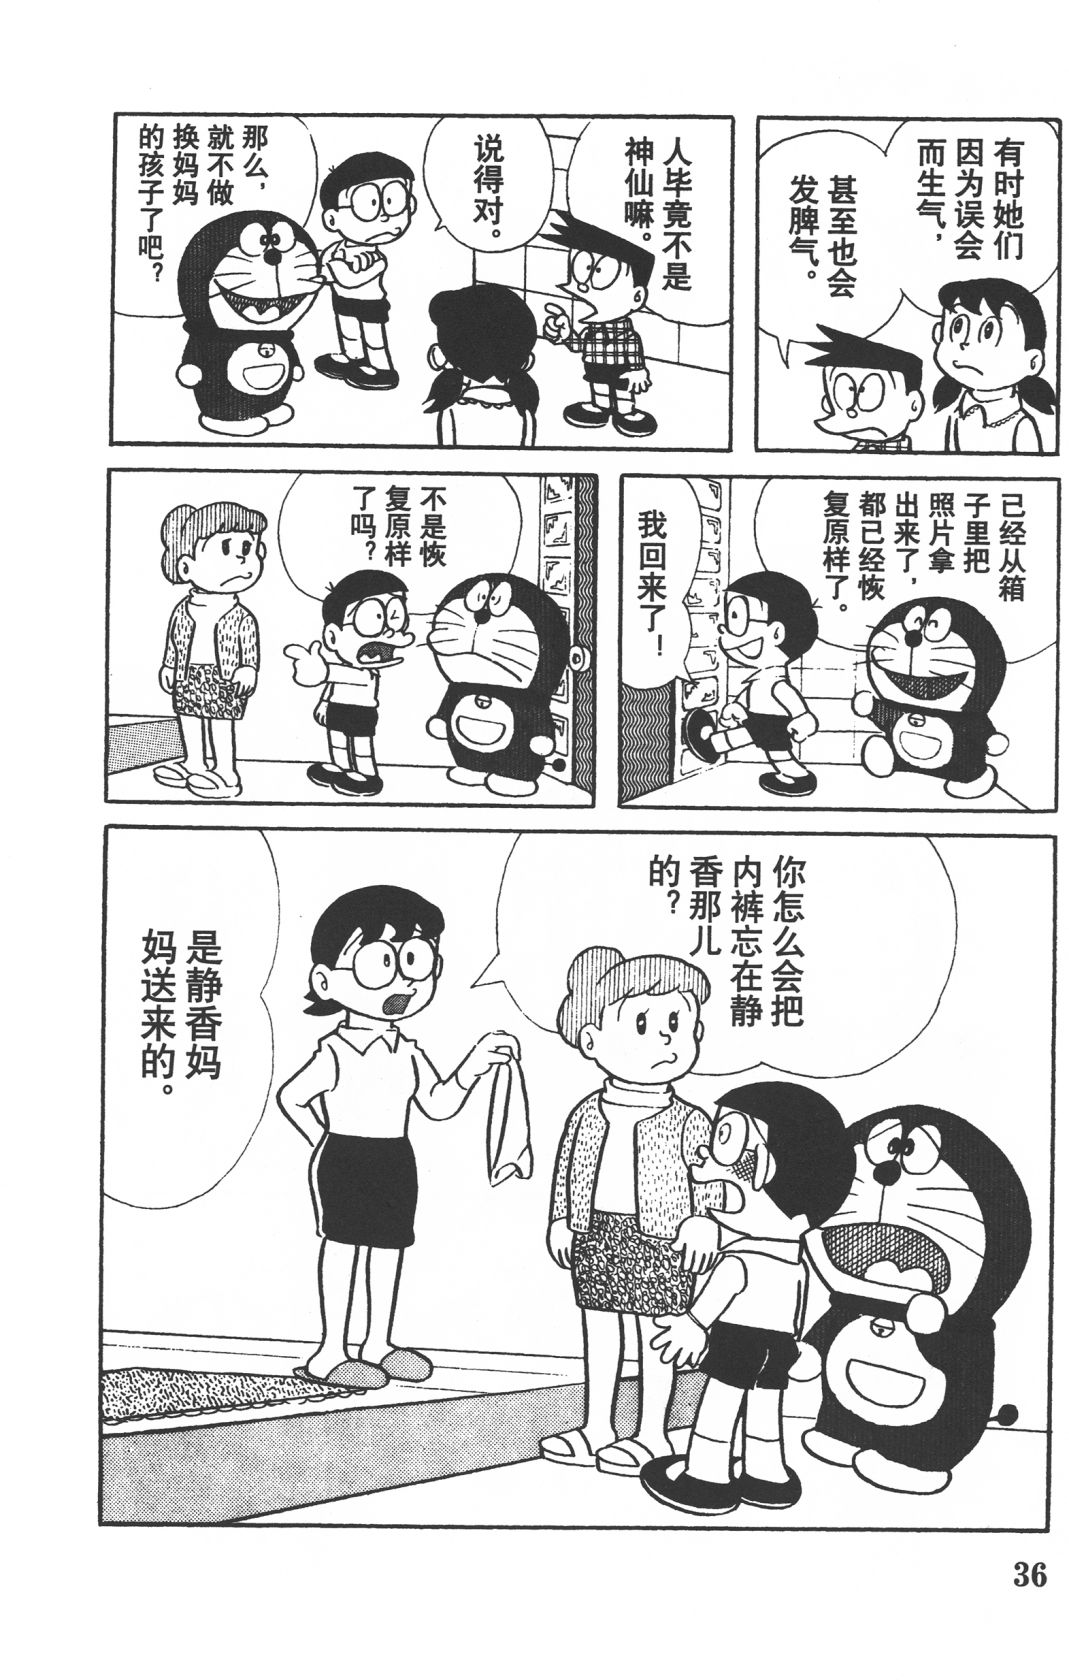 有时她们
因为误会
而生气，
甚至也会
发脾气。
人毕竟不是
神仙嘛。
说得对。
那么，
就不做
换妈妈
的孩子了吧？
已经从箱
子里把
照片拿
出来了，
都已经恢
复原样了。
我回来了！
不是恢
复原样
了吗？
你怎么会把
内裤忘在静
香那儿
的？
是静香妈
妈送来的。
36